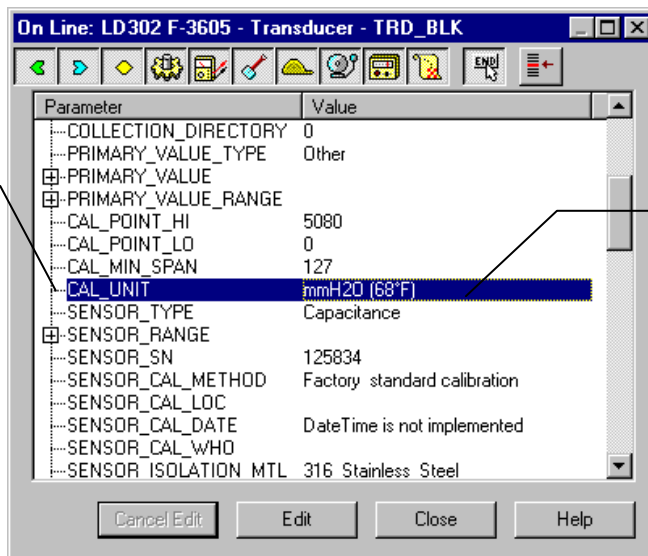 On Line: LD302 F-3605 - Transducer - TRD_BLK
END
Parameter Value
COLLECTION_DIRECTORY 0
PRIMARY_VALUE_TYPE Other
PRIMARY_VALUE
PRIMARY_VALUE_RANGE
CAL_POINT_HI 5080
CAL_POINT_LO 0
CAL_MIN_SPAN 127
CAL_UNIT mmH2O (68°F)
SENSOR_TYPE Capacitance
SENSOR_RANGE
SENSOR_SN 125834
SENSOR_CAL_METHOD Factory standard calibration
SENSOR_CAL_LOC
SENSOR_CAL_DATE DateTime is not implemented
SENSOR_CAL_WHO
SENSOR_ISOLATION_MTL 316 Stainless Steel
Cancel Edit Edit Close Help